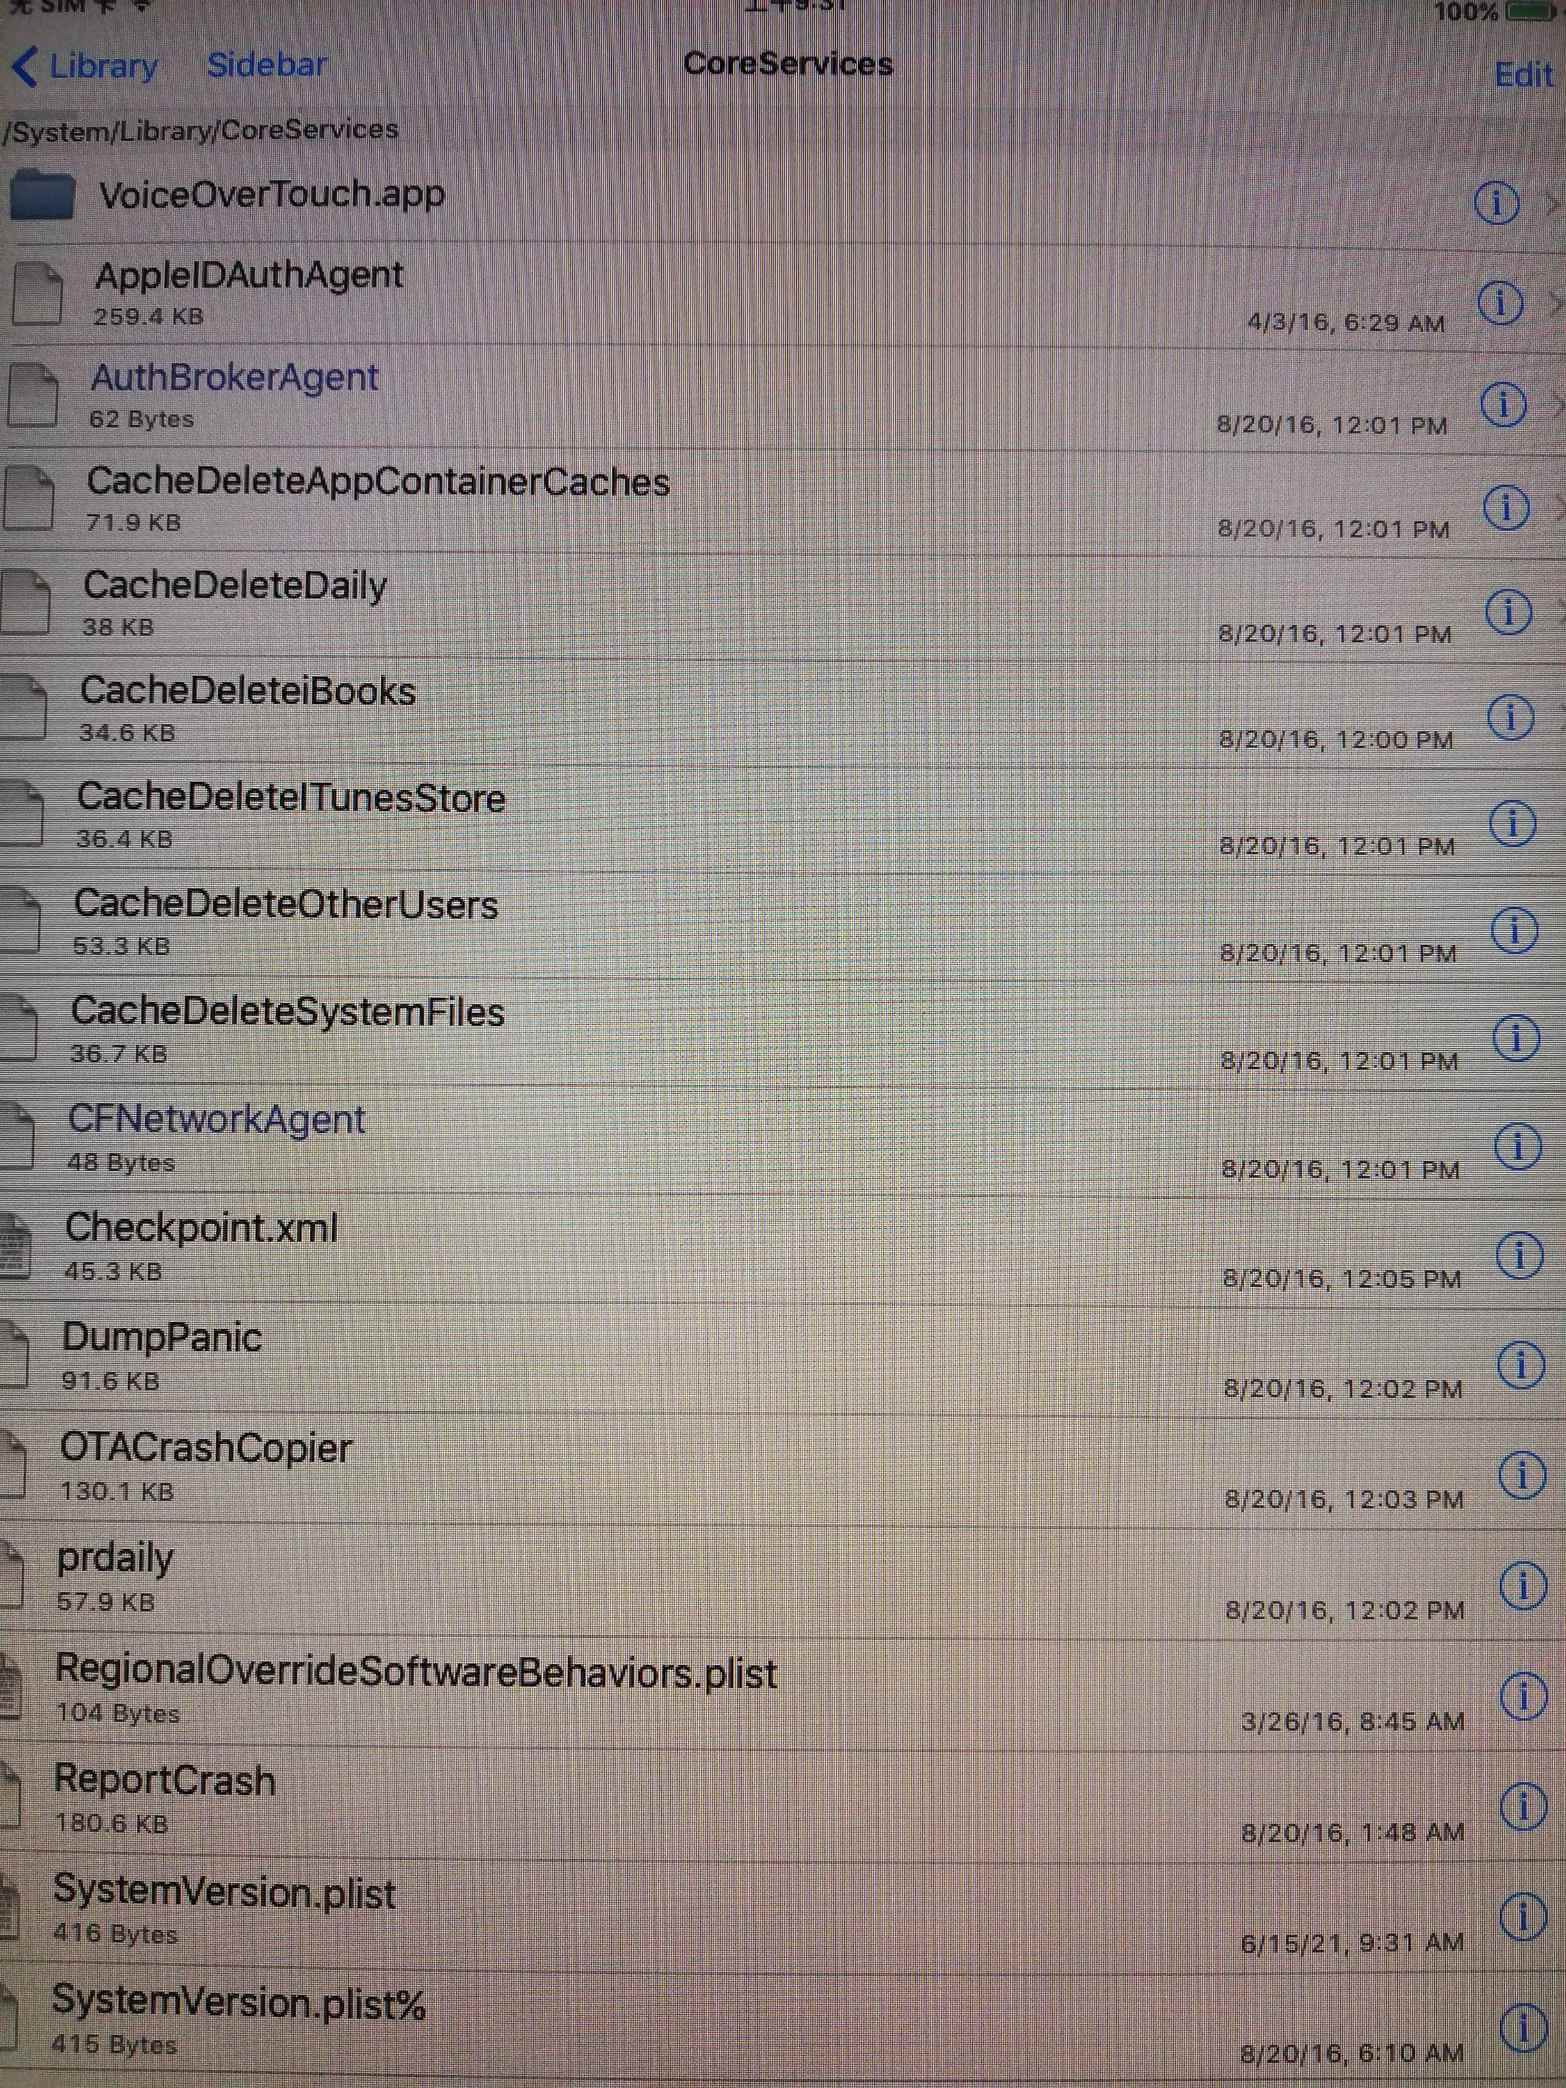 无 SIM 卡
上午9:31
100%
Library Sidebar CoreServices Edit
/System/Library/CoreServices
VoiceOverTouch.app
AppleIDAuthAgent
259.4 KB 4/3/16, 6:29 AM
AuthBrokerAgent
62 Bytes 8/20/16, 12:01 PM
CacheDeleteAppContainerCaches
71.9 KB 8/20/16, 12:01 PM
CacheDeleteDaily
38 KB 8/20/16, 12:01 PM
CacheDeleteiBooks
34.6 KB 8/20/16, 12:00 PM
CacheDeleteITunesStore
36.4 KB 8/20/16, 12:01 PM
CacheDeleteOtherUsers
53.3 KB 8/20/16, 12:01 PM
CacheDeleteSystemFiles
36.7 KB 8/20/16, 12:01 PM
CFNetworkAgent
48 Bytes 8/20/16, 12:01 PM
Checkpoint.xml
45.3 KB 8/20/16, 12:05 PM
DumpPanic
91.6 KB 8/20/16, 12:02 PM
OTACrashCopier
130.1 KB 8/20/16, 12:03 PM
prdaily
57.9 KB 8/20/16, 12:02 PM
RegionalOverrideSoftwareBehaviors.plist
104 Bytes 3/26/16, 8:45 AM
ReportCrash
180.6 KB 8/20/16, 1:48 AM
SystemVersion.plist
416 Bytes 6/15/21, 9:31 AM
SystemVersion.plist%
415 Bytes 8/20/16, 6:10 AM